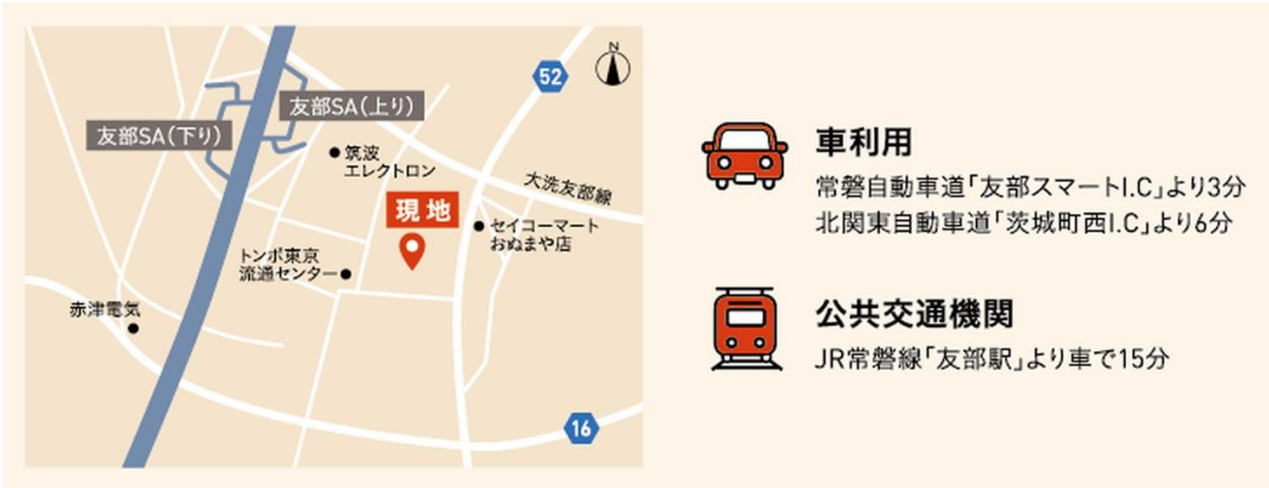 N
52
友部SA(上り)
友部SA(下り)
筑波
エレクトロン
大洗友部線
現地
セイコーマート
おぬまや店
トンボ東京
流通センター
赤津電気
16
車利用
常磐自動車道「友部スマートI.C」より3分
北関東自動車道「茨城町西I.C」より6分
公共交通機関
JR常磐線「友部駅」より車で15分